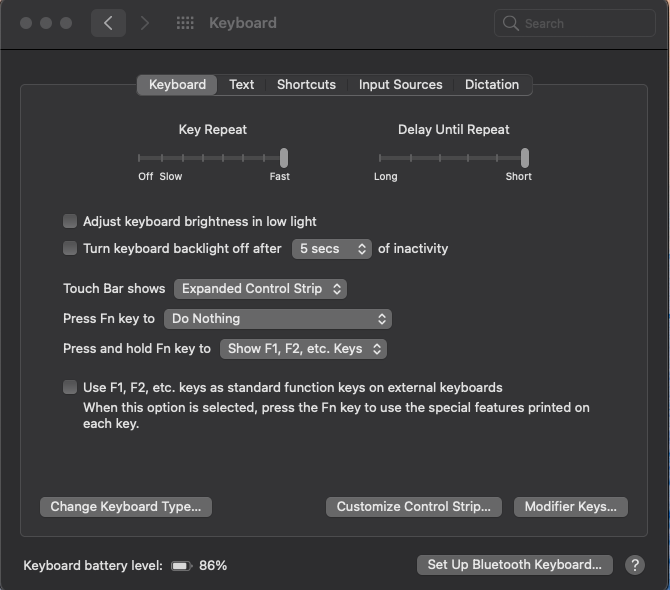 Keyboard
Search
Keyboard Text Shortcuts Input Sources Dictation
Key Repeat Delay Until Repeat
Off Slow Fast Long Short
Adjust keyboard brightness in low light
Turn keyboard backlight off after 5 secs of inactivity
Touch Bar shows Expanded Control Strip
Press Fn key to Do Nothing
Press and hold Fn key to Show F1, F2, etc. Keys
Use F1, F2, etc. keys as standard function keys on external keyboards
When this option is selected, press the Fn key to use the special features printed on
each key.
Change Keyboard Type... Customize Control Strip... Modifier Keys...
Keyboard battery level: 86% Set Up Bluetooth Keyboard... ?